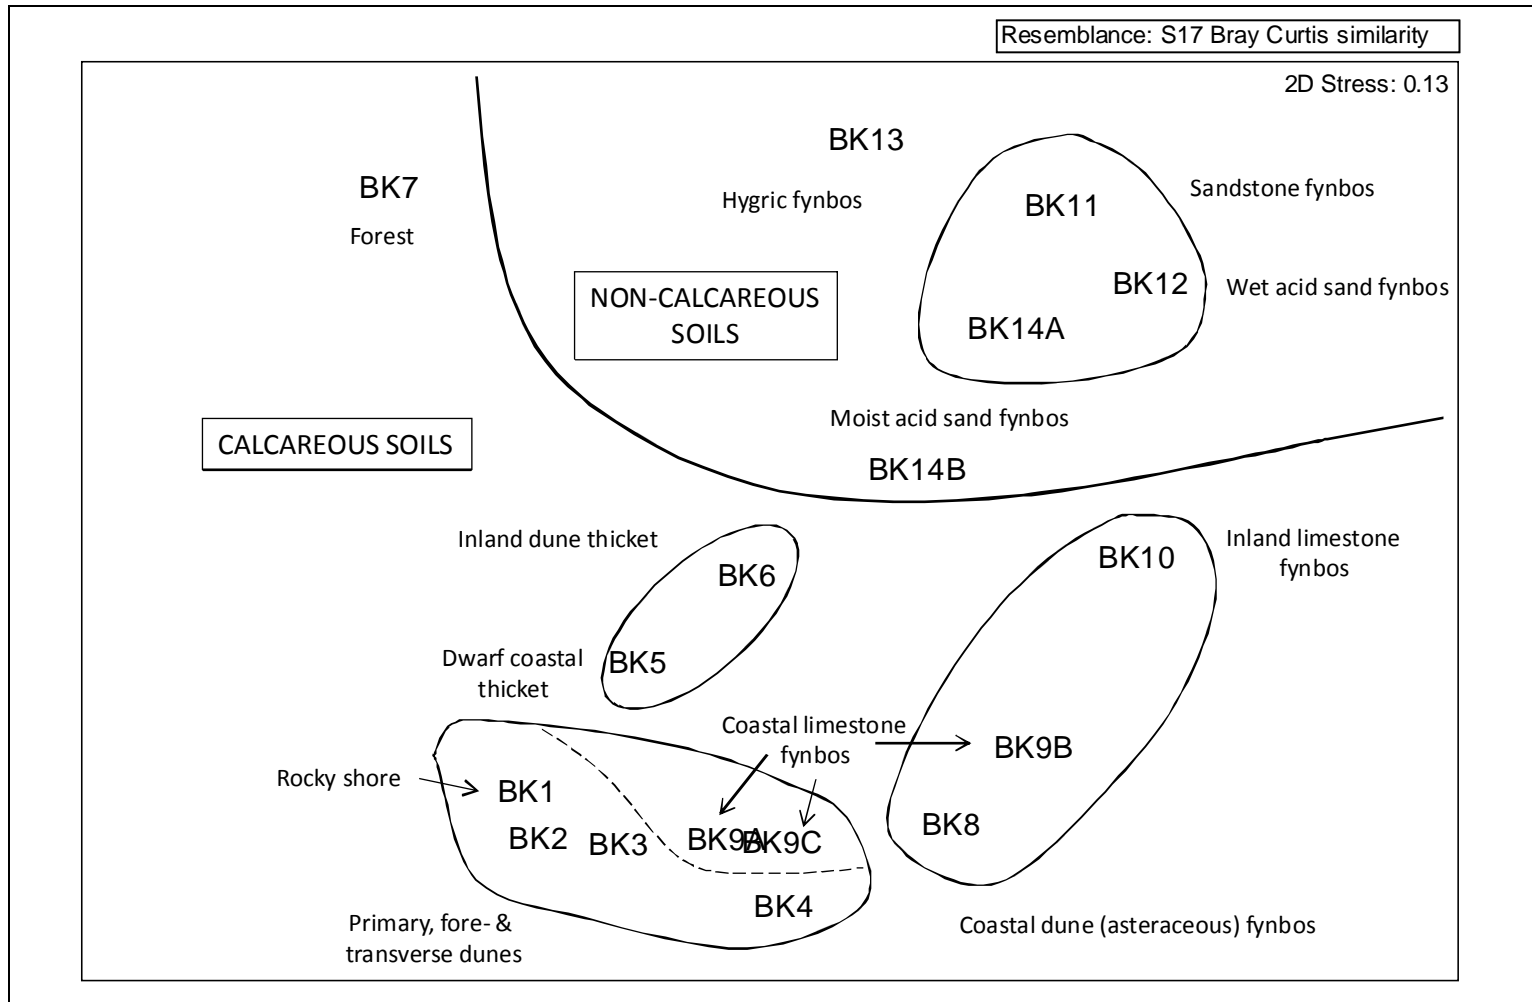 Resemblance: S17 Bray Curtis similarity
2D Stress: 0.13
BK13
BK7
Hygric fynbos
BK11
Sandstone fynbos
Forest
NON-CALCAREOUS
SOILS
BK12
Wet acid sand fynbos
BK14A
Moist acid sand fynbos
CALCAREOUS SOILS
BK14B
Inland dune thicket
BK6
BK10
Inland limestone
fynbos
Dwarf coastal
thicket
BK5
Coastal limestone
fynbos
BK9B
Rocky shore
BK1
BK2
BK3
BK9A
BK9C
BK8
BK4
Primary, fore- &
transverse dunes
Coastal dune (asteraceous) fynbos